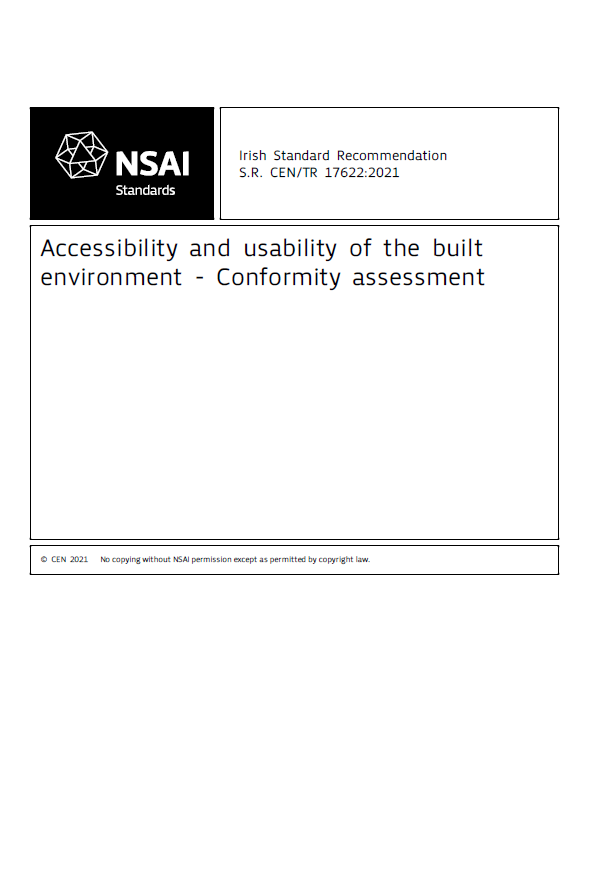 NSAI
Standards
Irish Standard Recommendation
S.R. CEN/TR 17622:2021
Accessibility and usability of the built
environment - Conformity assessment
© CEN 2021 No copying without NSAI permission except as permitted by copyright law.